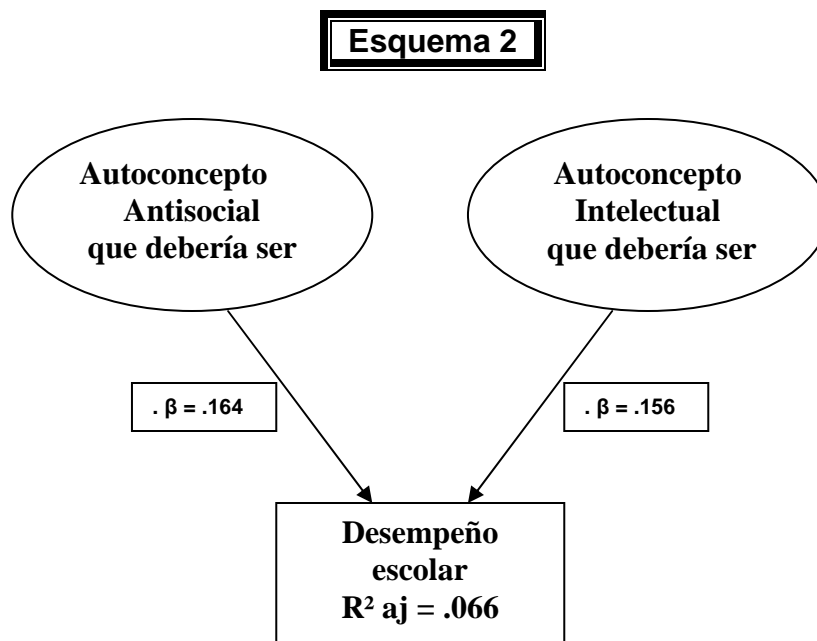 Esquema 2
Autoconcepto
Antisocial
que debería ser
Autoconcepto
Intelectual
que debería ser
. β = .164
. β = .156
Desempeño
escolar
R² aj = .066